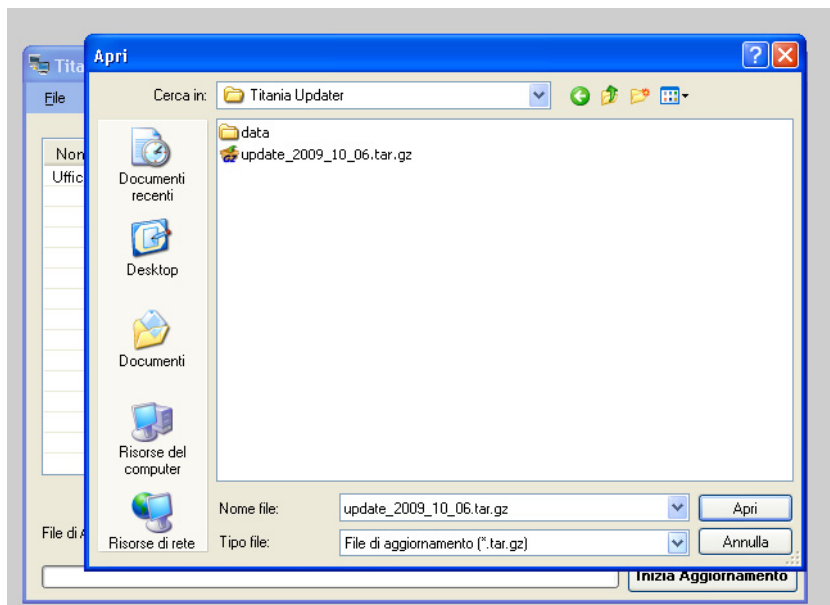 Tita
Apri
File
Cerca in:
Titania Updater
data
update_2009_10_06.tar.gz
Non
Uffic
Documenti
recenti
Desktop
Documenti
Risorse del
computer
Risorse di rete
Nome file:
update_2009_10_06.tar.gz
Apri
File di A
Tipo file:
File di aggiornamento (*.tar.gz)
Annulla
Inizia Aggiornamento